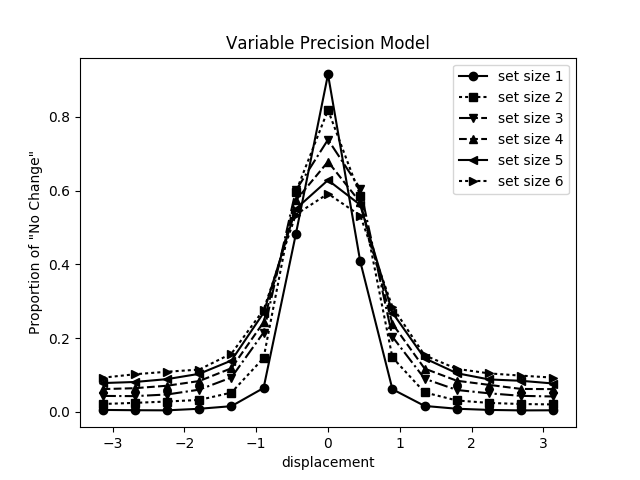 Variable Precision Model
set size 1
set size 2
set size 3
set size 4
set size 5
set size 6
Proportion of "No Change"
0.8
0.6
0.4
0.2
0.0
−3 −2 −1 0 1 2 3
displacement